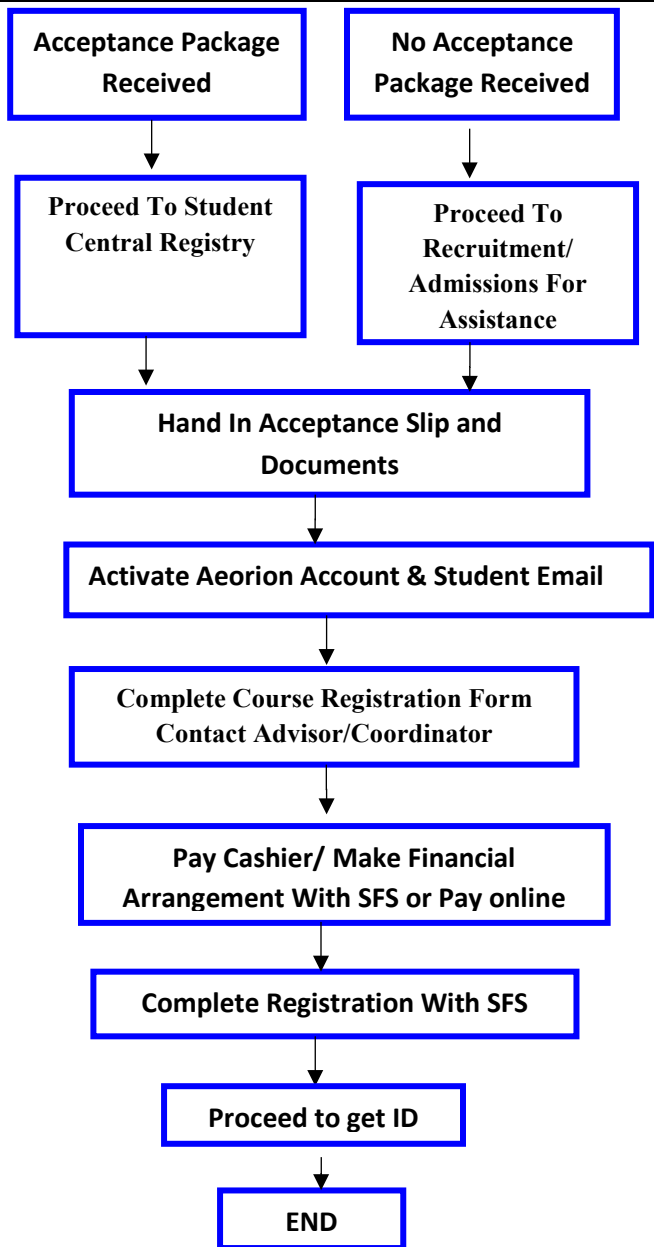 Acceptance Package
Received
No Acceptance
Package Received
Proceed To Student
Central Registry
Proceed To
Recruitment/
Admissions For
Assistance
Hand In Acceptance Slip and
Documents
Activate Aeorion Account & Student Email
Complete Course Registration Form
Contact Advisor/Coordinator
Pay Cashier/ Make Financial
Arrangement With SFS or Pay online
Complete Registration With SFS
Proceed to get ID
END